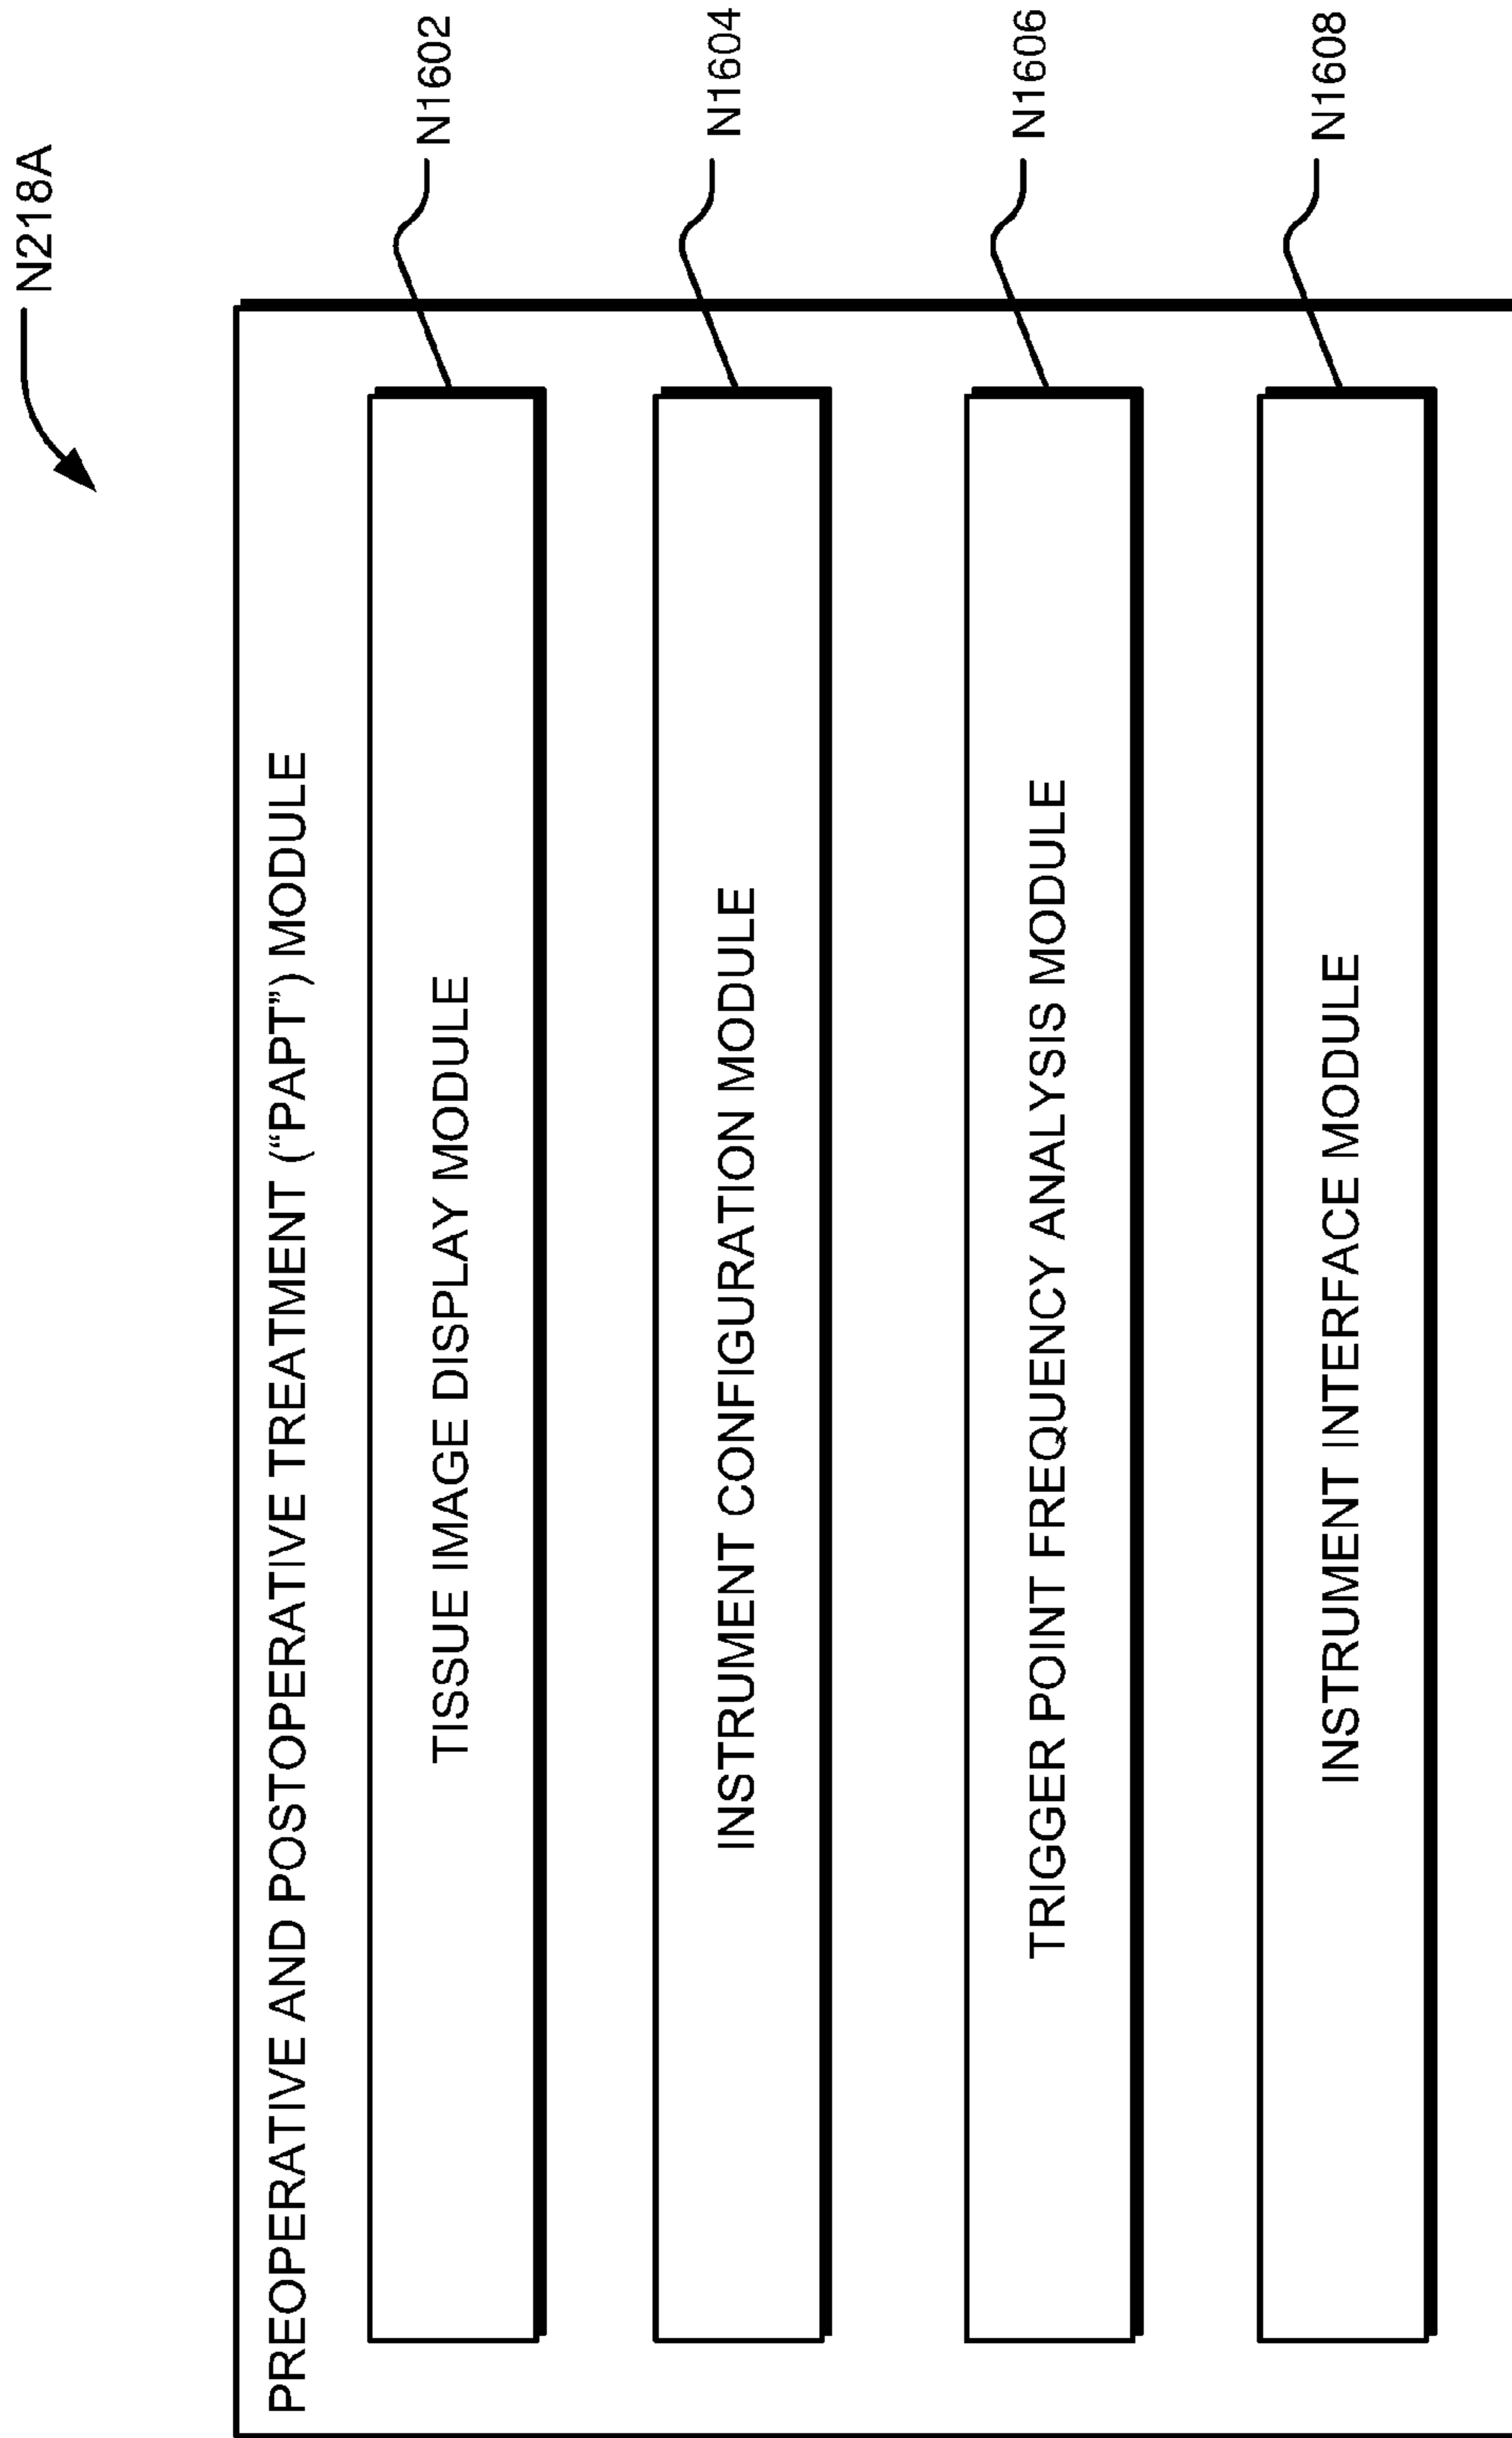 N218A
PREOPERATIVE AND POSTOPERATIVE TREATMENT (“PAPT”) MODULE
TISSUE IMAGE DISPLAY MODULE
N1602
INSTRUMENT CONFIGURATION MODULE
N1604
TRIGGER POINT FREQUENCY ANALYSIS MODULE
N1606
INSTRUMENT INTERFACE MODULE
N1608